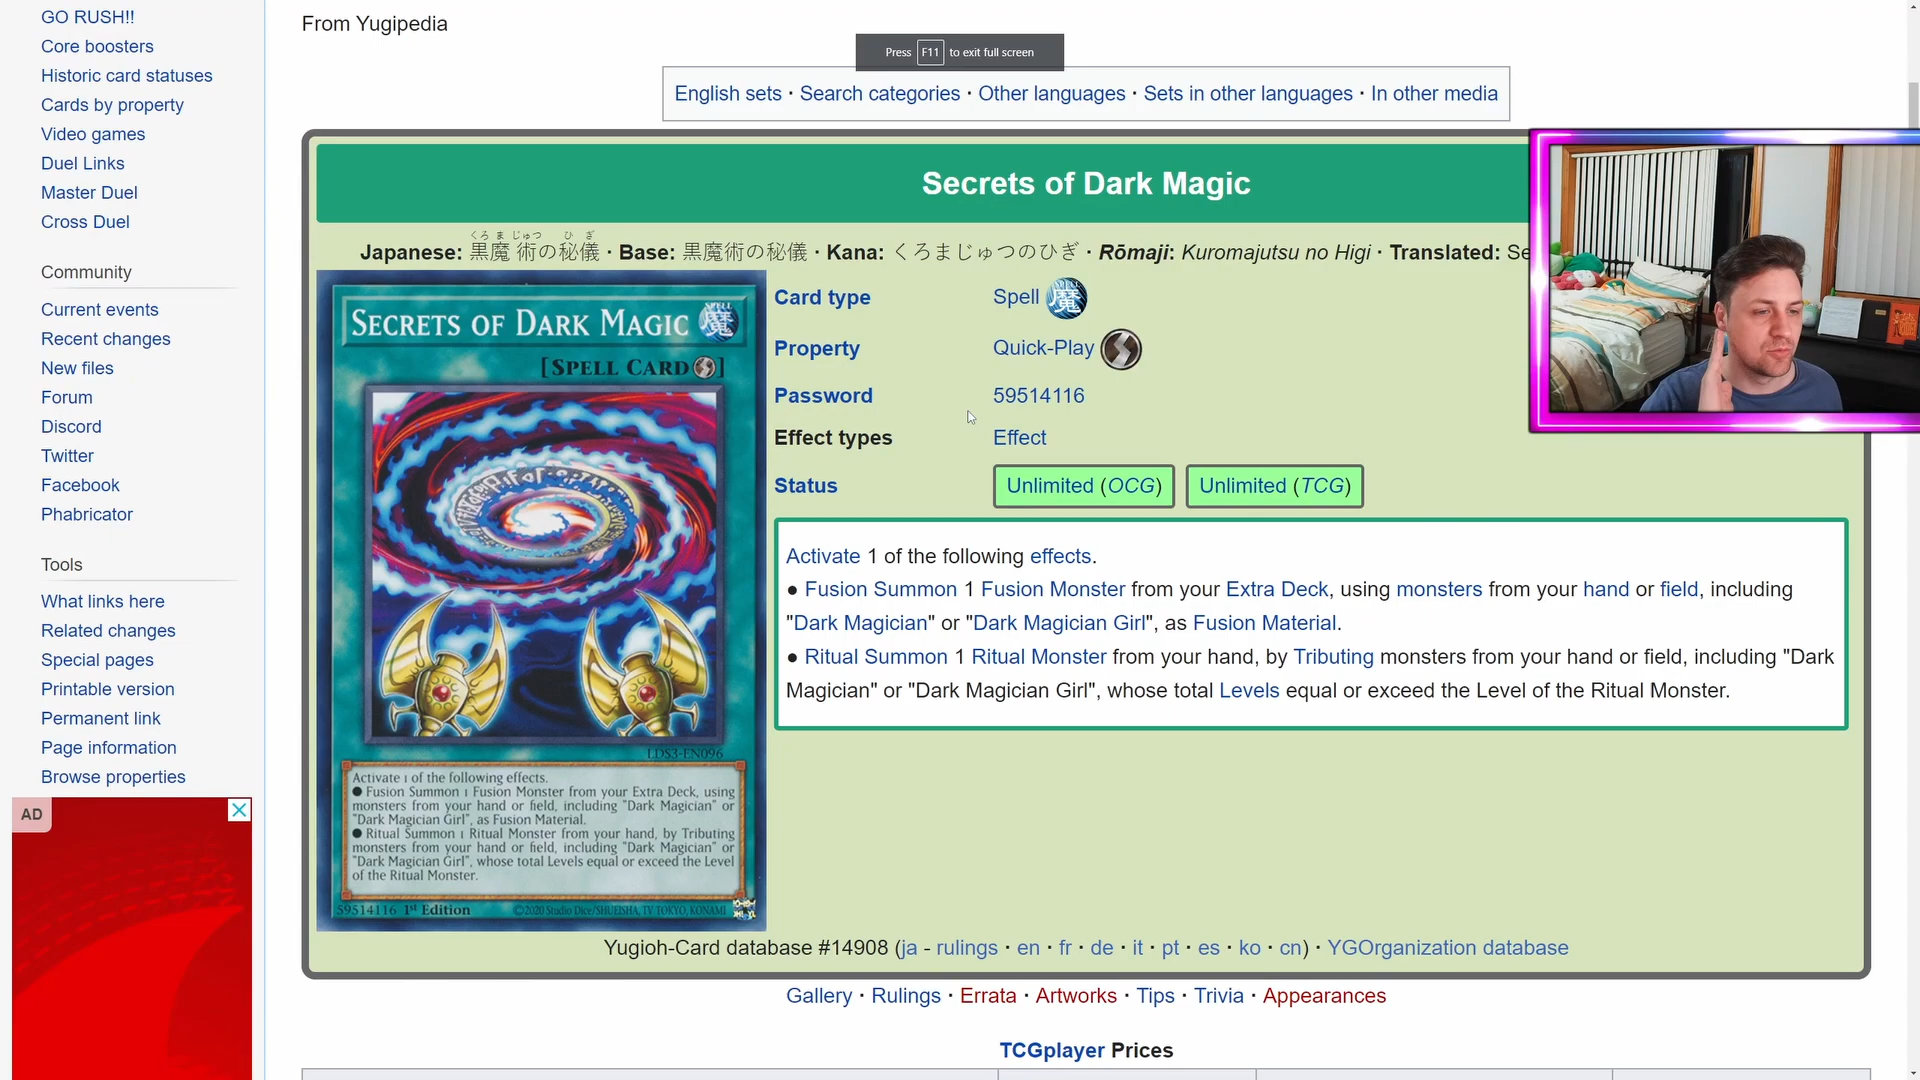 GO RUSH!!
Core boosters
Historic card statuses
Cards by property
Video games
Duel Links
Master Duel
Cross Duel
Community
Current events
Recent changes
New files
Forum
Discord
Twitter
Facebook
Phabricator
Tools
What links here
Related changes
Special pages
Printable version
Permanent link
Page information
Browse properties
AD
From Yugipedia
Press F11 to exit full screen
English sets · Search categories · Other languages · Sets in other languages · In other media
Secrets of Dark Magic
くろ ま じゅつ ひ ぎ
Japanese: 黒魔術の秘儀 · Base: 黒魔術の秘儀 · Kana: くろまじゅつのひぎ · Rōmaji: Kuromajutsu no Higi · Translated: Se
SECRETS OF DARK MAGIC
SPELL
魔
[SPELL CARD]
LDS3-EN096
Activate 1 of the following effects.
● Fusion Summon 1 Fusion Monster from your Extra Deck, using
monsters from your hand or field, including "Dark Magician" or
"Dark Magician Girl", as Fusion Material.
● Ritual Summon 1 Ritual Monster from your hand, by Tributing
monsters from your hand or field, including "Dark Magician" or
"Dark Magician Girl", whose total Levels equal or exceed the Level
of the Ritual Monster.
59514116 1st Edition ©2020 Studio Dice/SHUEISHA, TV TOKYO, KONAMI
Card type Spell 魔
Property Quick-Play
Password 59514116
Effect types Effect
Status Unlimited (OCG) Unlimited (TCG)
Activate 1 of the following effects.
● Fusion Summon 1 Fusion Monster from your Extra Deck, using monsters from your hand or field, including
"Dark Magician" or "Dark Magician Girl", as Fusion Material.
● Ritual Summon 1 Ritual Monster from your hand, by Tributing monsters from your hand or field, including "Dark
Magician" or "Dark Magician Girl", whose total Levels equal or exceed the Level of the Ritual Monster.
Yugioh-Card database #14908 (ja - rulings · en · fr · de · it · pt · es · ko · cn) · YGOrganization database
Gallery · Rulings · Errata · Artworks · Tips · Trivia · Appearances
TCGplayer Prices